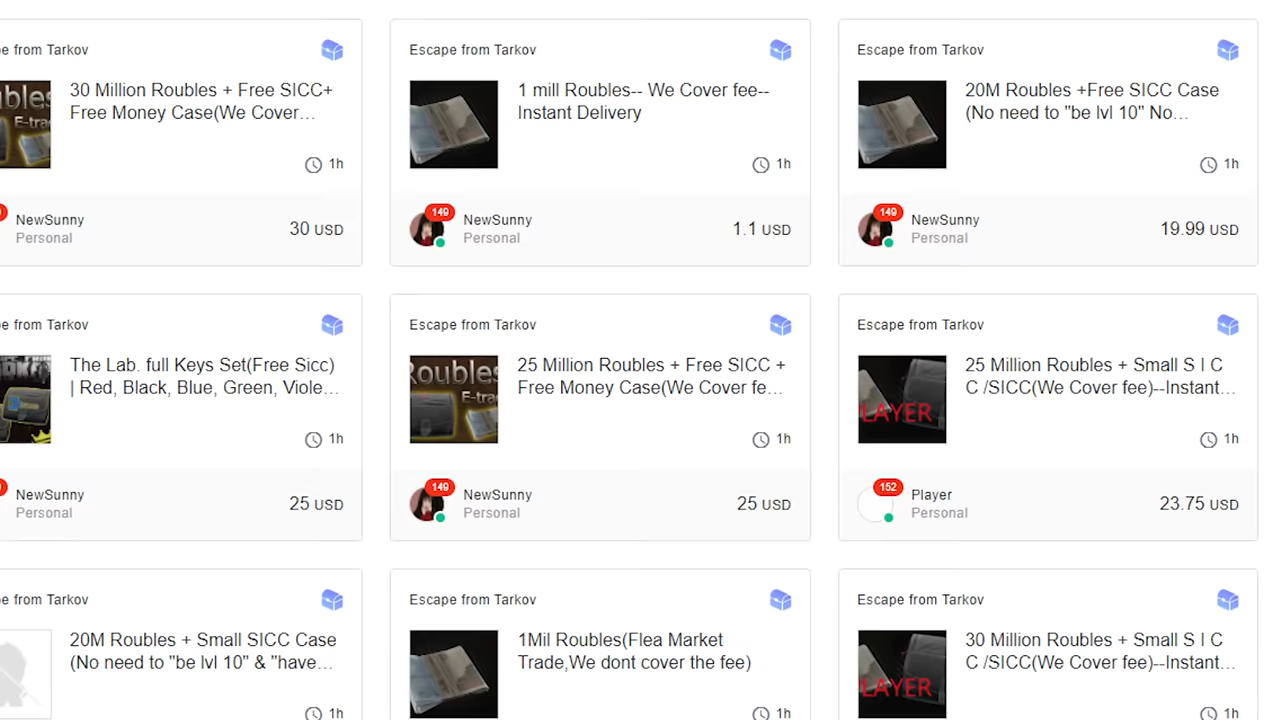 e from Tarkov
30 Million Roubles + Free SICC+
Free Money Case(We Cover...
1h
NewSunny
Personal
30 USD
Escape from Tarkov
1 mill Roubles-- We Cover fee--
Instant Delivery
1h
149
NewSunny
Personal
1.1 USD
Escape from Tarkov
20M Roubles +Free SICC Case
(No need to "be lvl 10" No...
1h
149
NewSunny
Personal
19.99 USD
e from Tarkov
The Lab. full Keys Set(Free Sicc)
| Red, Black, Blue, Green, Viole...
1h
NewSunny
Personal
25 USD
Escape from Tarkov
Roubles
E-tra
25 Million Roubles + Free SICC +
Free Money Case(We Cover fe...
1h
149
NewSunny
Personal
25 USD
Escape from Tarkov
LAYER
25 Million Roubles + Small S I C
C /SICC(We Cover fee)--Instant...
1h
152
Player
Personal
23.75 USD
e from Tarkov
20M Roubles + Small SICC Case
(No need to "be lvl 10" & "have...
1h
Escape from Tarkov
1Mil Roubles(Flea Market
Trade,We dont cover the fee)
1h
Escape from Tarkov
LAYER
30 Million Roubles + Small S I C
C /SICC(We Cover fee)--Instant...
1h